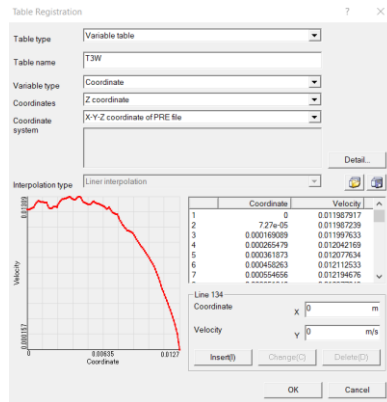 Table Registration ? ×
Table type Variable table
Table name T3W
Variable type Coordinate
Coordinates Z coordinate
Coordinate system X-Y-Z coordinate of PRE file
Detail...
Interpolation type Liner interpolation
Coordinate Velocity
1 0 0.011987917
2 7.27e-05 0.011987239
3 0.000169089 0.011997633
4 0.000265479 0.012042169
5 0.000361873 0.012077634
6 0.000458263 0.012112533
7 0.000554656 0.012194676
Velocity
0 0.00635 0.0127
Coordinate
Line 134
Coordinate X 0 m
Velocity Y 0 m/s
Insert(I) Change(C) Delete(D)
OK Cancel